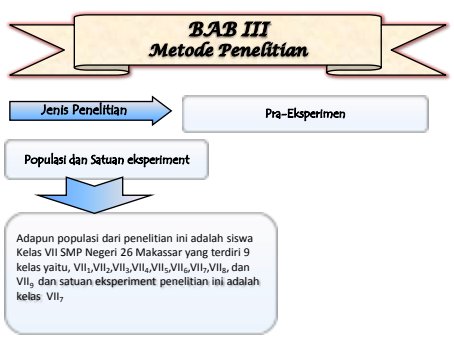 BAB III
Metode Penelitian
Jenis Penelitian
Pra-Eksperimen
Populasi dan Satuan eksperiment
Adapun populasi dari penelitian ini adalah siswa
Kelas VII SMP Negeri 26 Makassar yang terdiri 9
kelas yaitu, VII₁,VII₂,VII₃,VII₄,VII₅,VII₆,VII₇,VII₈, dan
VII₉ dan satuan eksperiment penelitian ini adalah
kelas VII₇